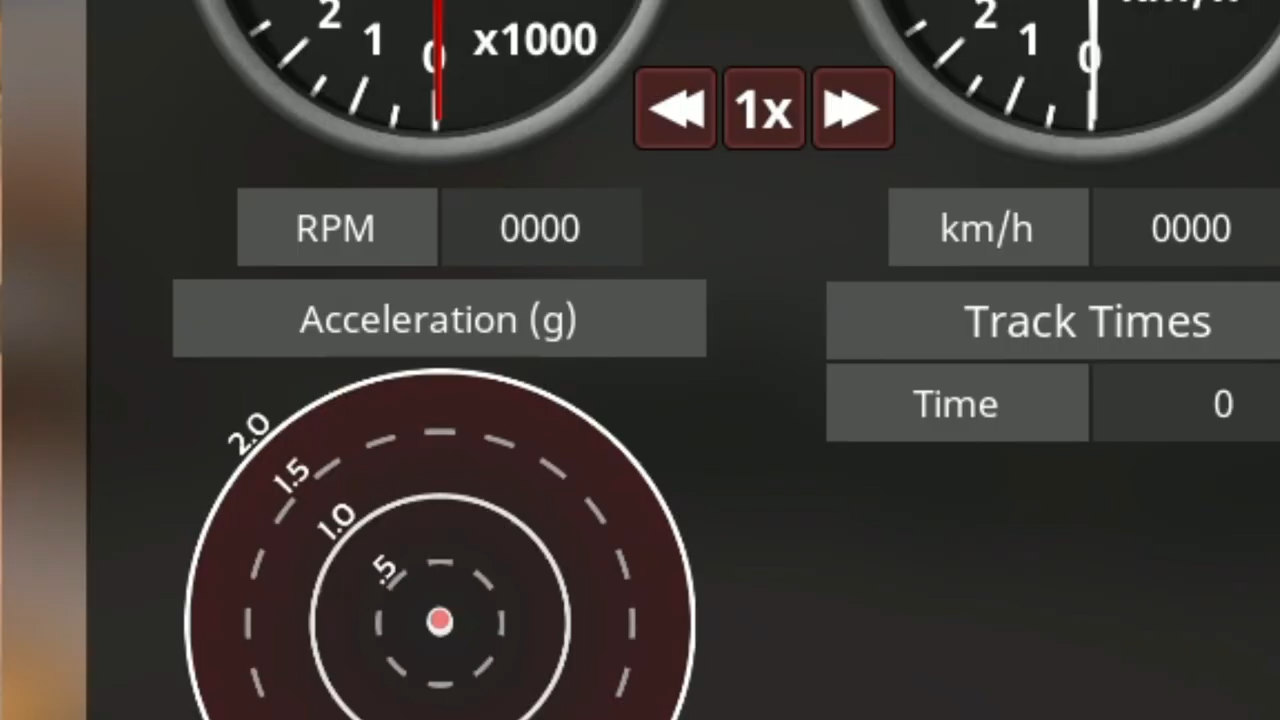 2
1
0
x1000
2
1
0
1x
RPM 0000
km/h 0000
Acceleration (g)
Track Times
Time 0
2.0
1.5
1.0
.5